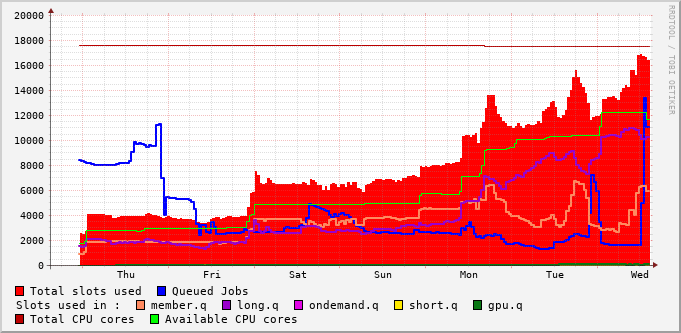 20000
18000
16000
14000
12000
10000
8000
6000
4000
2000
0
Thu Fri Sat Sun Mon Tue Wed
RRDTOOL / TOBI OETIKER
Total slots used Queued Jobs
Slots used in : member.q long.q ondemand.q short.q gpu.q
Total CPU cores Available CPU cores